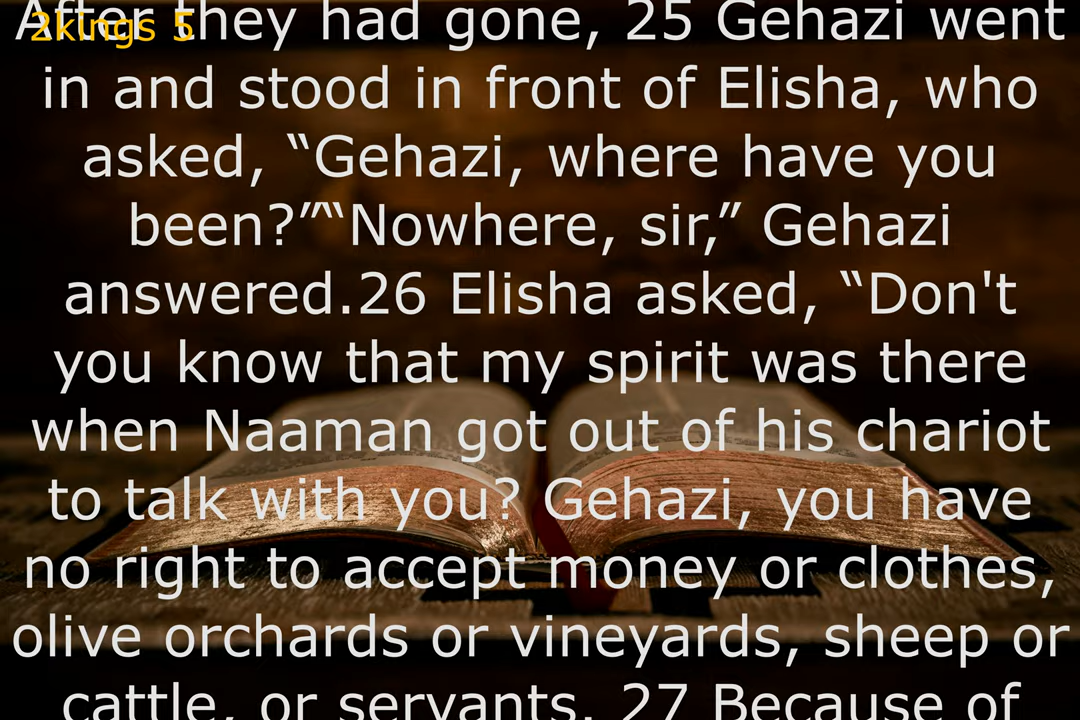 After they had gone, 25 Gehazi went
2kings 5
in and stood in front of Elisha, who
asked, “Gehazi, where have you
been?”“Nowhere, sir,” Gehazi
answered.26 Elisha asked, “Don't
you know that my spirit was there
when Naaman got out of his chariot
to talk with you? Gehazi, you have
no right to accept money or clothes,
olive orchards or vineyards, sheep or
cattle, or servants. 27 Because of